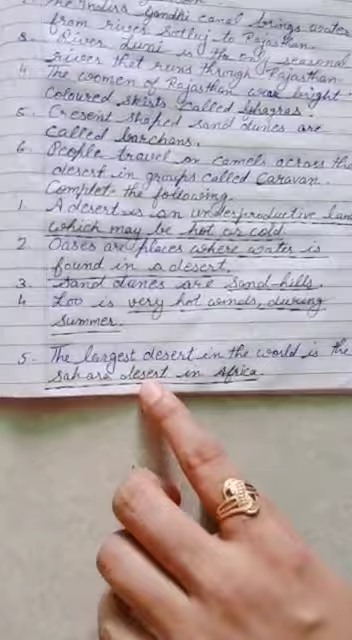 The Indira Gandhi canal brings water
from river Sutluj to Rajasthan.
3. River Luni is the only seasonal
river that runs through Rajasthan
4. The women of Rajasthan wear bright
coloured skirts called ghagras.
5. Cresent shaped sand dunes are
called barchans.
6. People travel on camels across the
desert in groups called Caravan.
Complet the following.
1. A desert is an underproductive lan
which may be hot or cold.
2. Oases are places where water is
found in a desert.
3. Sand dunes are sand-hills.
4. Loo is very hot winds, during
summer.
5. The largest desert in the world is the
sahara desert in Africa.